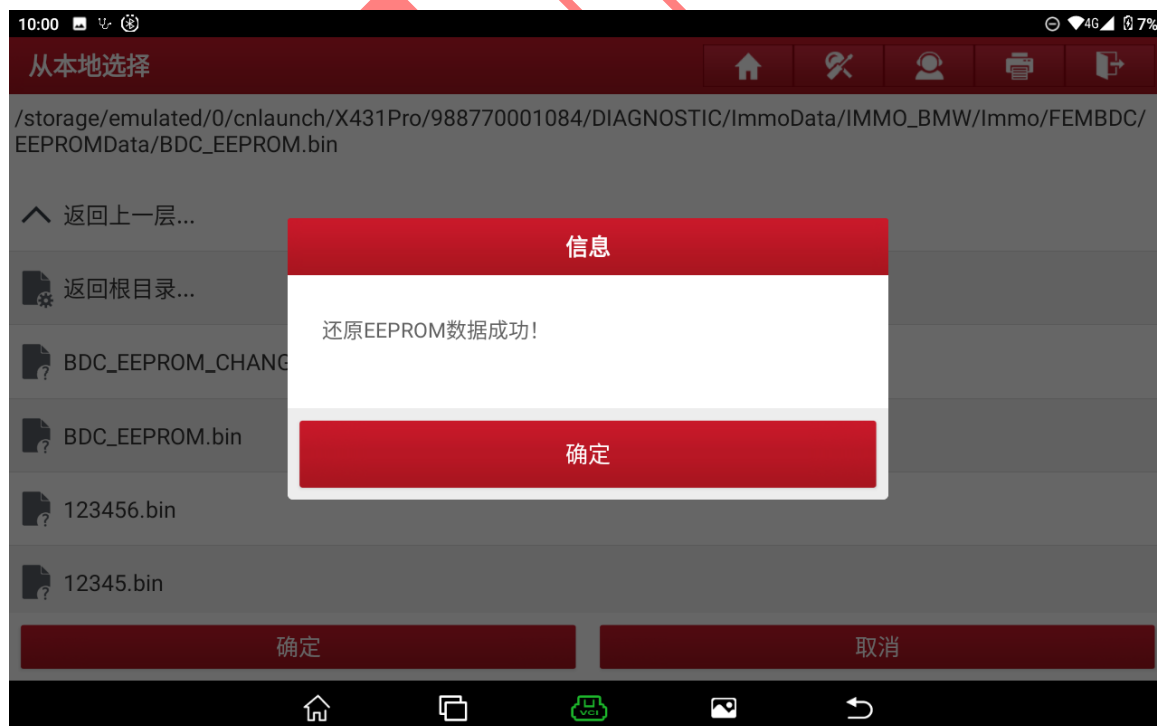 10:00 4G 7%
从本地选择
/storage/emulated/0/cnlaunch/X431Pro/988770001084/DIAGNOSTIC/ImmoData/IMMO_BMW/Immo/FEMBDC/
EEPROMData/BDC_EEPROM.bin
返回上一层...
信息
返回根目录...
还原EEPROM数据成功!
BDC_EEPROM_CHANG
BDC_EEPROM.bin
确定
123456.bin
12345.bin
确定 取消
VCI